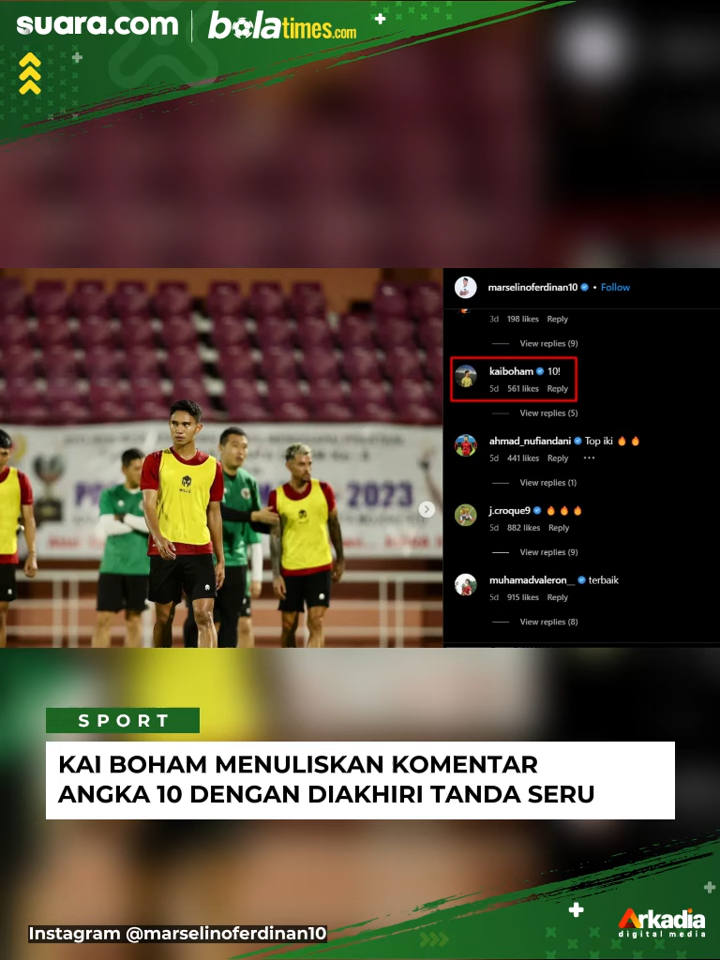 suara.com | bolatimes.com
marselinoferdinan10 • Follow
3d 198 likes Reply
View replies (9)
kaiboham 10!
5d 561 likes Reply
View replies (5)
ahmad_nufiandani Top iki 🔥 🔥
5d 441 likes Reply •••
View replies (1)
j.croque9 🔥 🔥 🔥
5d 882 likes Reply
View replies (9)
muhamadvaleron__ terbaik
5d 915 likes Reply
View replies (8)
2023
SPORT
KAI BOHAM MENULISKAN KOMENTAR
ANGKA 10 DENGAN DIAKHIRI TANDA SERU
Instagram @marselinoferdinan10
Arkadia
digital media